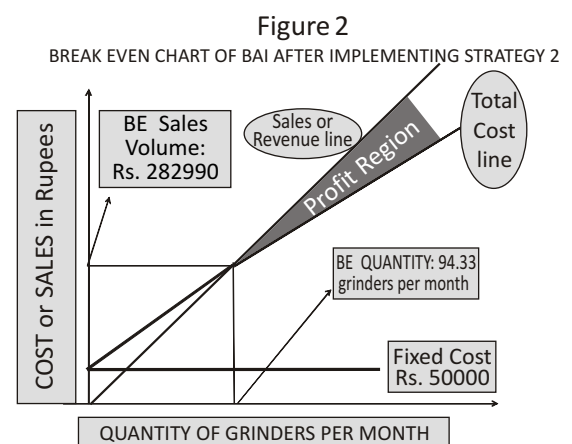 Figure 2
BREAK EVEN CHART OF BAI AFTER IMPLEMENTING STRATEGY 2
COST or SALES in Rupees
BE Sales
Volume:
Rs. 282990
Sales or
Revenue line
Total
Cost
line
Profit Region
BE QUANTITY: 94.33
grinders per month
Fixed Cost
Rs. 50000
QUANTITY OF GRINDERS PER MONTH